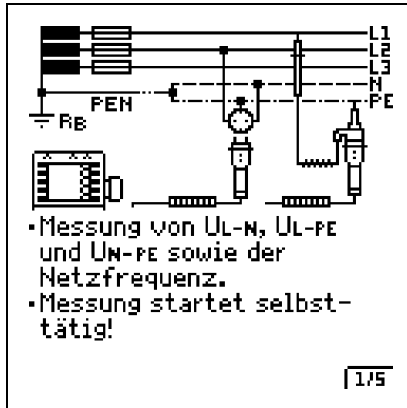 L1
L2
L3
N
PEN
PE
RB
•Messung von UL-N, UL-PE
und UN-PE sowie der
Netzfrequenz.
•Messung startet selbst-
tätig!
1/5